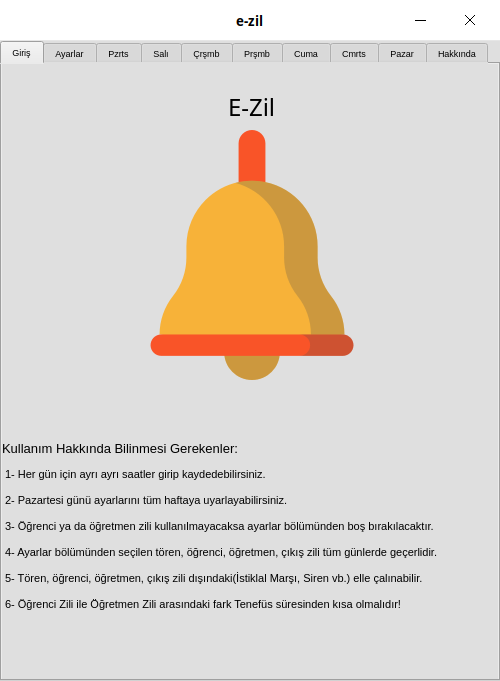 e-zil
Giriş Ayarlar Pzrts Salı Çrşmb Prşmb Cuma Cmrts Pazar Hakkında
E-Zil
Kullanım Hakkında Bilinmesi Gerekenler:
1- Her gün için ayrı ayrı saatler girip kaydedebilirsiniz.
2- Pazartesi günü ayarlarını tüm haftaya uyarlayabilirsiniz.
3- Öğrenci ya da öğretmen zili kullanılmayacaksa ayarlar bölümünden boş bırakılacaktır.
4- Ayarlar bölümünden seçilen tören, öğrenci, öğretmen, çıkış zili tüm günlerde geçerlidir.
5- Tören, öğrenci, öğretmen, çıkış zili dışındaki(İstiklal Marşı, Siren vb.) elle çalınabilir.
6- Öğrenci Zili ile Öğretmen Zili arasındaki fark Tenefüs süresinden kısa olmalıdır!